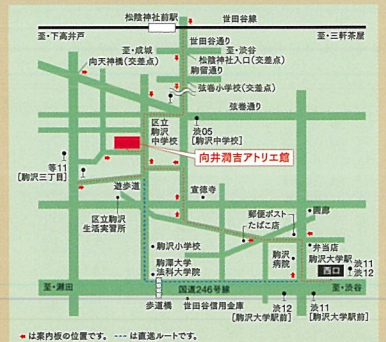 松陰神社前駅
世田谷線
至・下高井戸
至・三軒茶屋
世田谷通り
至・成城
至・渋谷
向天神橋(交差点)
松陰神社入口(交差点)
駒留通り
弦巻小学校(交差点)
弦巻通り
区立
駒沢
中学校
渋05
[駒沢中学校]
向井潤吉アトリエ館
等11
[駒沢三丁目]
遊歩道
宣徳寺
区立駒沢
生活実習所
郵便ポスト
たばこ店
画廊
弁当店
駒沢小学校
駒澤大学
法科大学院
駒沢
病院
駒沢大学駅
西口
渋11
渋12
至・瀬田
国道246号線
至・渋谷
歩道橋
世田谷信用金庫
渋12
[駒沢大学駅前]
渋11
[駒沢大学駅前]
は案内板の位置です。
は直送ルートです。